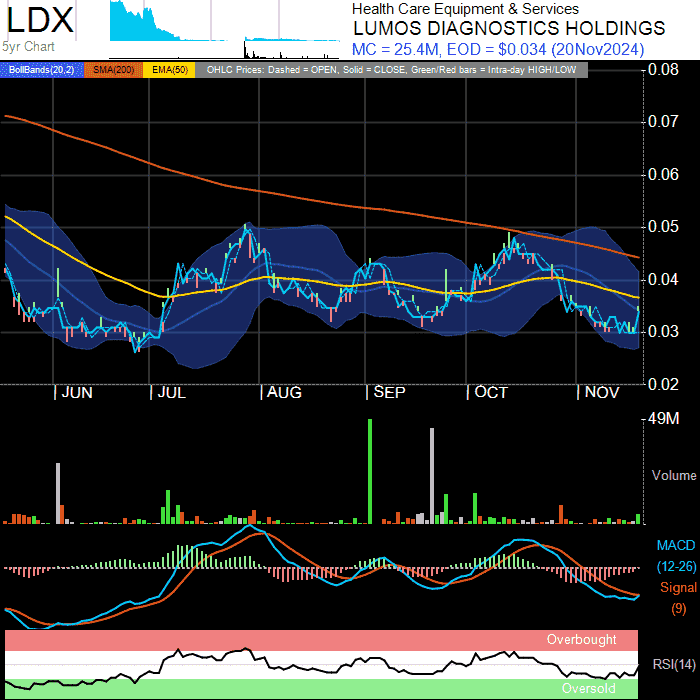 LDX
5yr Chart
Health Care Equipment & Services
LUMOS DIAGNOSTICS HOLDINGS
MC = 25.4M, EOD = $0.034 (20Nov2024)
BollBands(20,2) SMA(200) EMA(50) OHLC Prices: Dashed = OPEN, Solid = CLOSE, Green/Red bars = Intra-day HIGH/LOW
0.08
0.07
0.06
0.05
0.04
0.03
0.02
JUN JUL AUG SEP OCT NOV
49M
Volume
MACD
(12-26)
Signal
(9)
Overbought
RSI(14)
Oversold